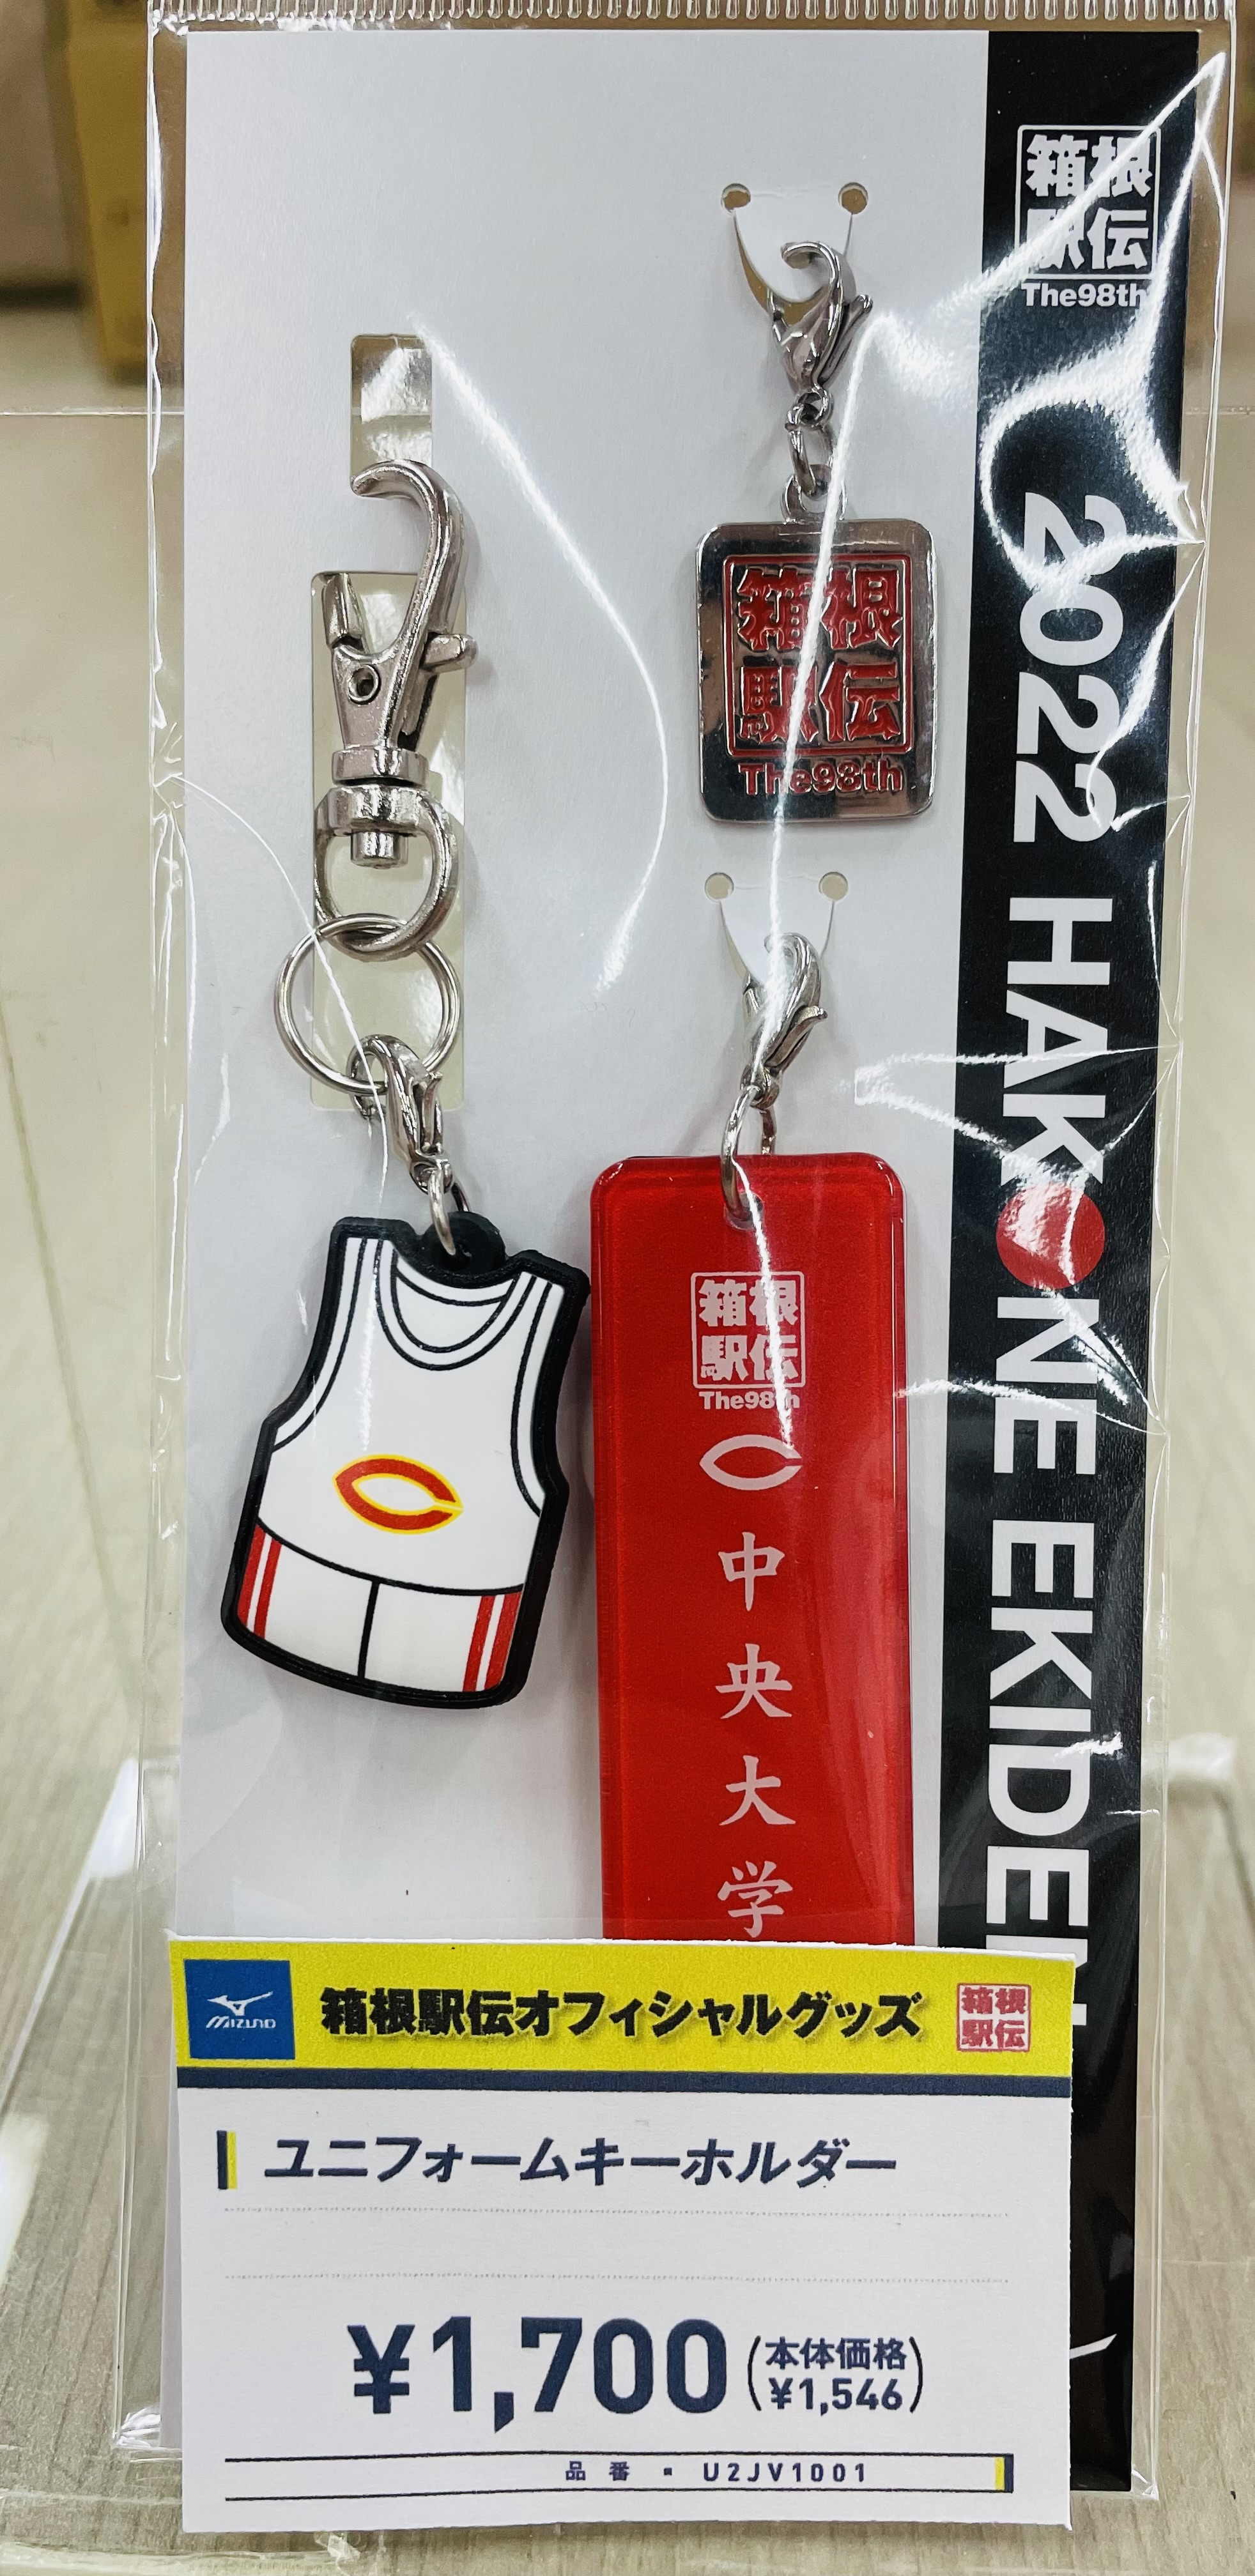 箱根
駅伝
The98th
2022 HAKONE EKIDEN
箱根
駅伝
The98th
箱根
駅伝
The98th
中央大学
MIZUNO
箱根駅伝オフィシャルグッズ
箱根
駅伝
ユニフォームキーホルダー
¥1,700(本体価格
¥1,546)
品番 ▪ U2JV1001